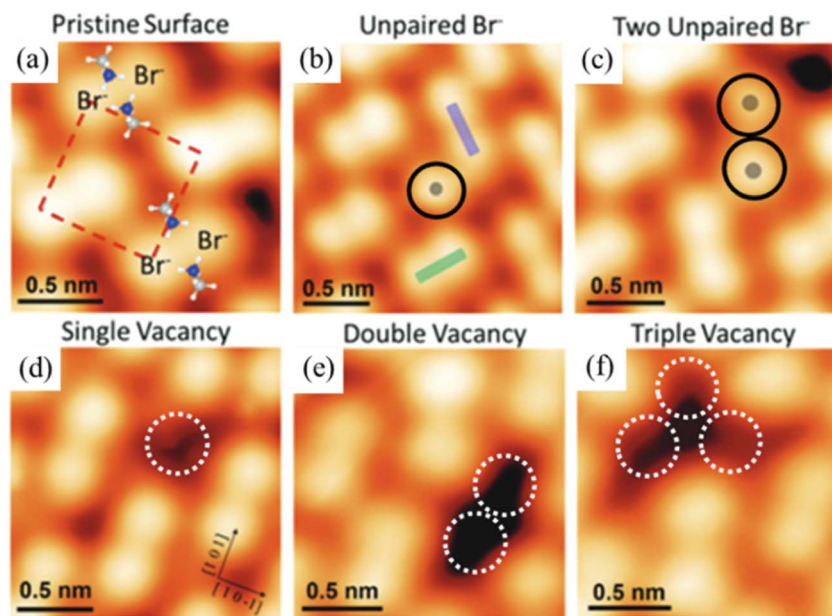 Pristine Surface
Unpaired Br⁻
Two Unpaired Br⁻
(a)
Br⁻
Br⁻
Br⁻
Br⁻
0.5 nm
(b)
0.5 nm
(c)
0.5 nm
Single Vacancy
Double Vacancy
Triple Vacancy
(d)
[1 0 1]
[1 0 -1]
0.5 nm
(e)
0.5 nm
(f)
0.5 nm